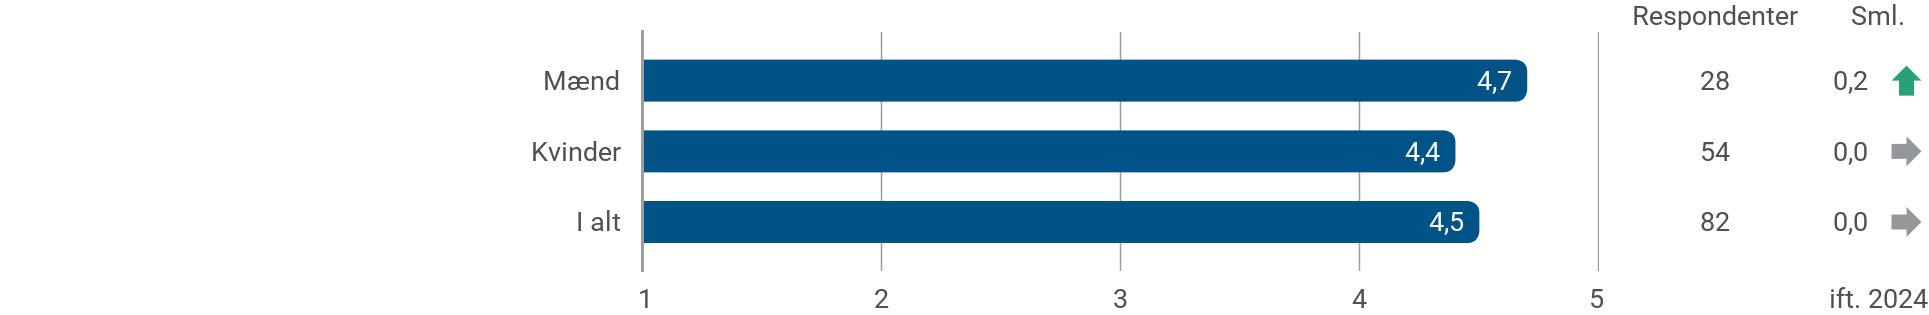 Respondenter Sml.
Mænd 4,7 28 0,2
Kvinder 4,4 54 0,0
I alt 4,5 82 0,0
1 2 3 4 5 ift. 2024